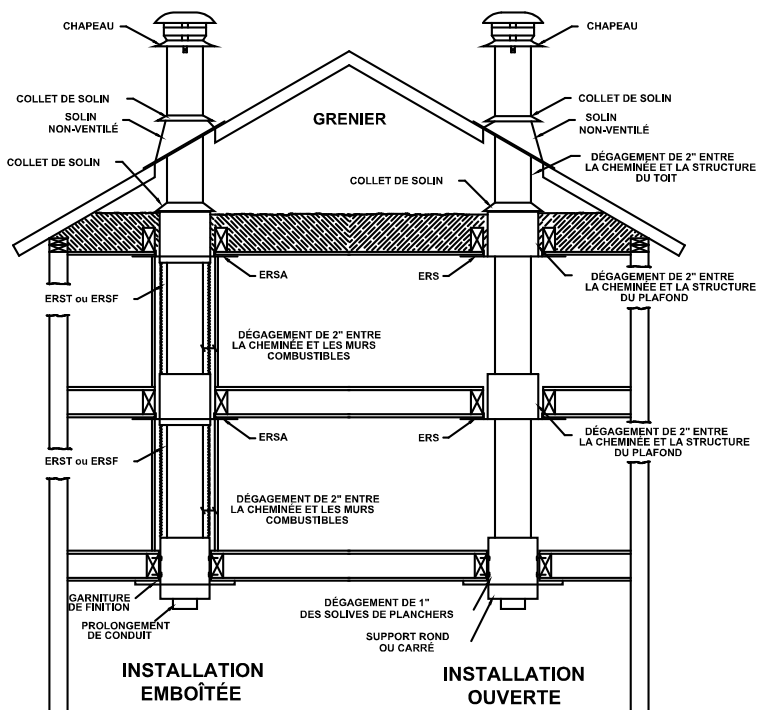 CHAPEAU
CHAPEAU
COLLET DE SOLIN
COLLET DE SOLIN
SOLIN
NON-VENTILÉ
GRENIER
SOLIN
NON-VENTILÉ
COLLET DE SOLIN
DÉGAGEMENT DE 2" ENTRE
LA CHEMINÉE ET LA STRUCTURE
DU TOIT
COLLET DE SOLIN
ERSA
ERS
DÉGAGEMENT DE 2" ENTRE
LA CHEMINÉE ET LA STRUCTURE
DU PLAFOND
ERST ou ERSF
DÉGAGEMENT DE 2" ENTRE
LA CHEMINÉE ET LES MURS
COMBUSTIBLES
ERSA
ERS
DÉGAGEMENT DE 2" ENTRE
LA CHEMINÉE ET LA STRUCTURE
DU PLAFOND
ERST ou ERSF
DÉGAGEMENT DE 2" ENTRE
LA CHEMINÉE ET LES MURS
COMBUSTIBLES
GARNITURE
DE FINITION
DÉGAGEMENT DE 1"
DES SOLIVES DE PLANCHERS
PROLONGEMENT
DE CONDUIT
SUPPORT ROND
OU CARRÉ
INSTALLATION
EMBOÎTÉE
INSTALLATION
OUVERTE